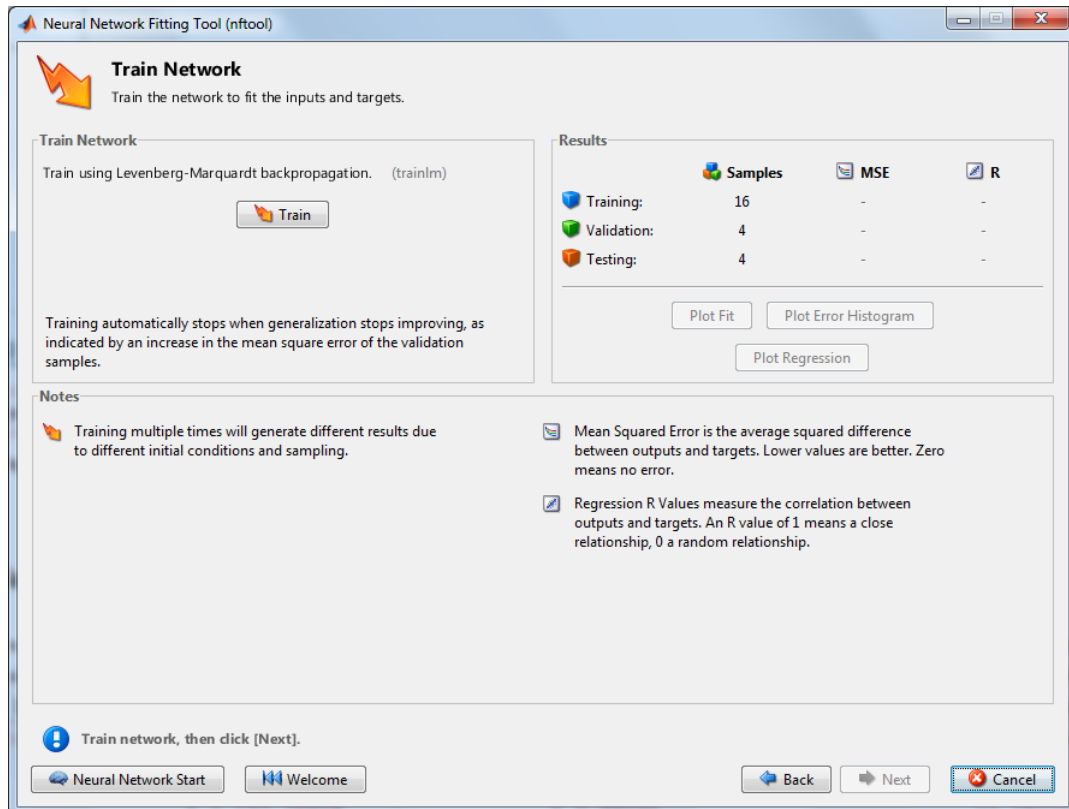 Neural Network Fitting Tool (nftool)
Train Network
Train the network to fit the inputs and targets.
Train Network
Train using Levenberg-Marquardt backpropagation. (trainlm)
Train
Training automatically stops when generalization stops improving, as
indicated by an increase in the mean square error of the validation
samples.
Results
Samples MSE R
Training: 16 - -
Validation: 4 - -
Testing: 4 - -
Plot Fit Plot Error Histogram
Plot Regression
Notes
Training multiple times will generate different results due
to different initial conditions and sampling.
Mean Squared Error is the average squared difference
between outputs and targets. Lower values are better. Zero
means no error.
Regression R Values measure the correlation between
outputs and targets. An R value of 1 means a close
relationship, 0 a random relationship.
Train network, then click [Next].
Neural Network Start Welcome Back Next Cancel